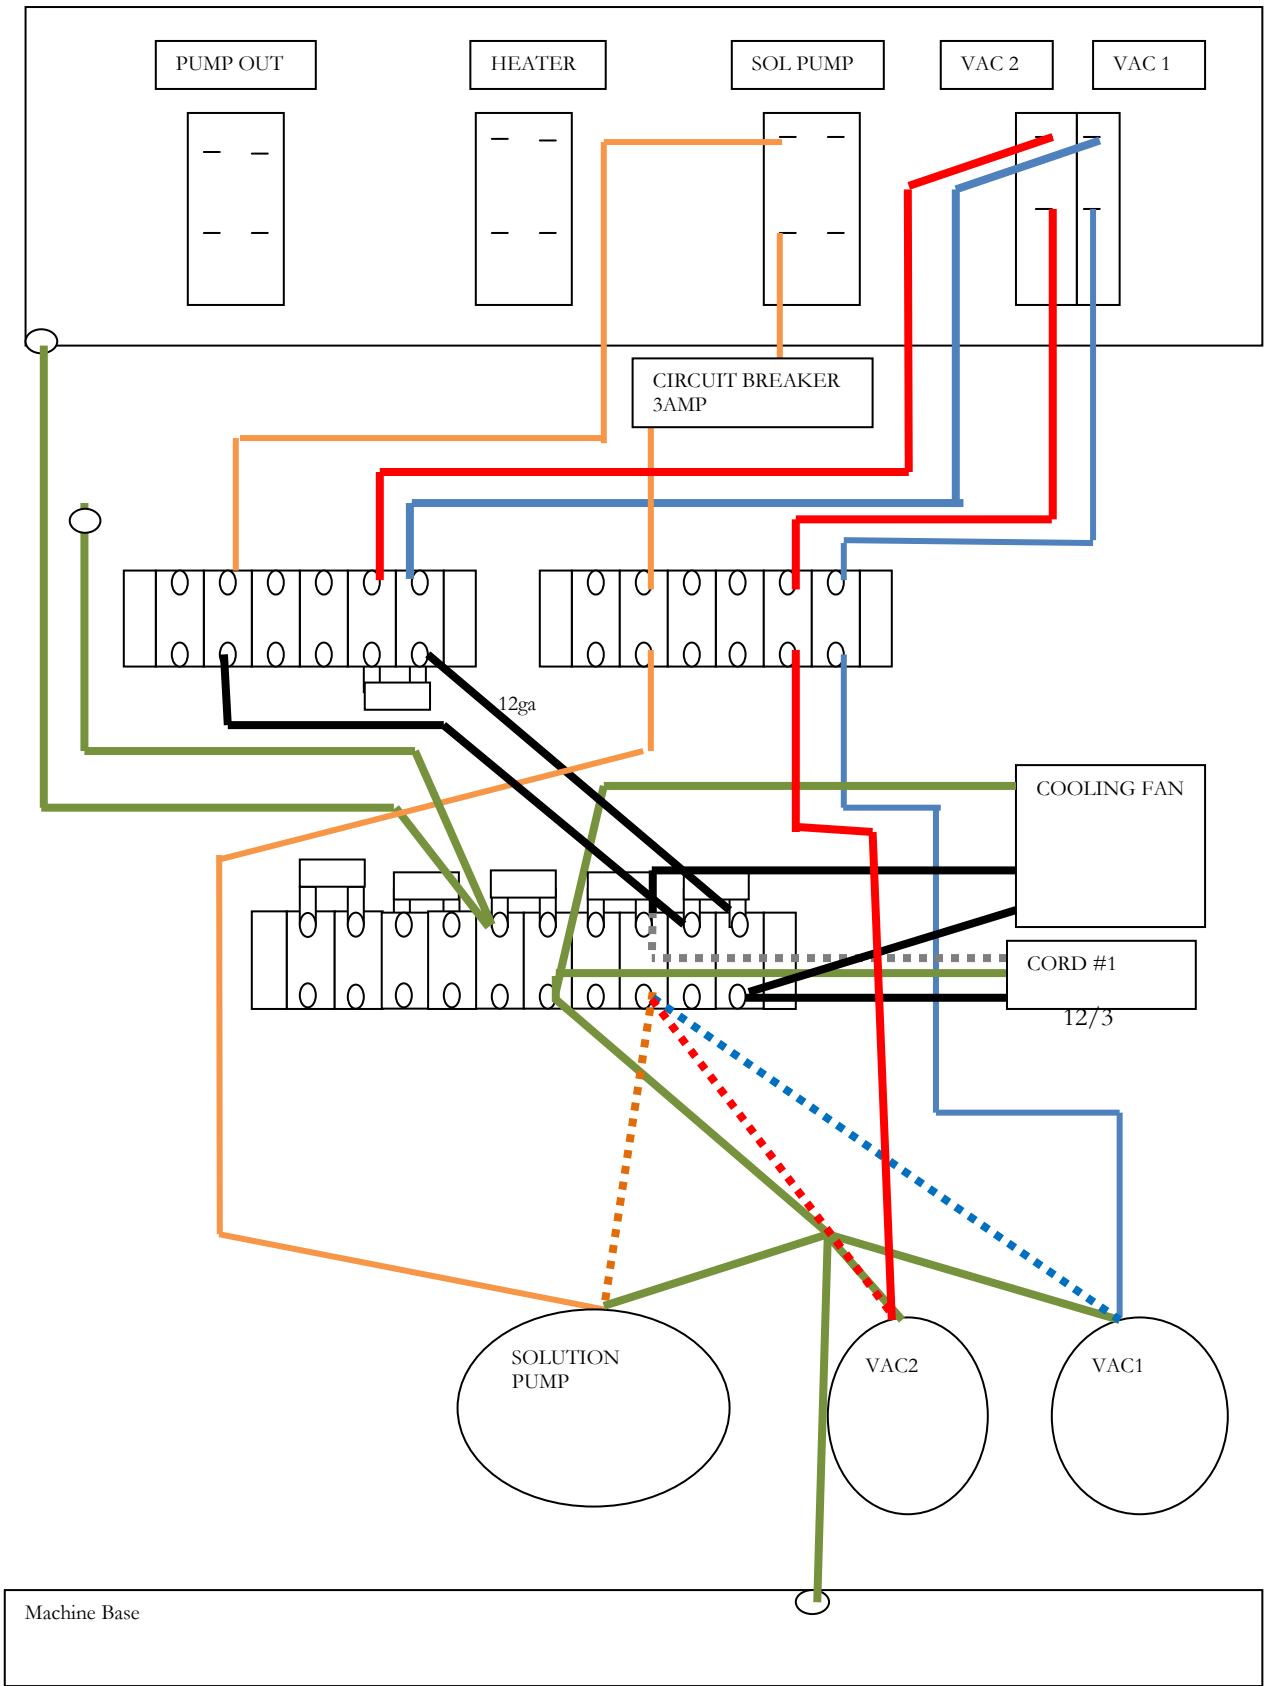 PUMP OUT
HEATER
SOL PUMP
VAC 2
VAC 1
CIRCUIT BREAKER
3AMP
12ga
COOLING FAN
CORD #1
12/3
SOLUTION
PUMP
VAC2
VAC1
Machine Base